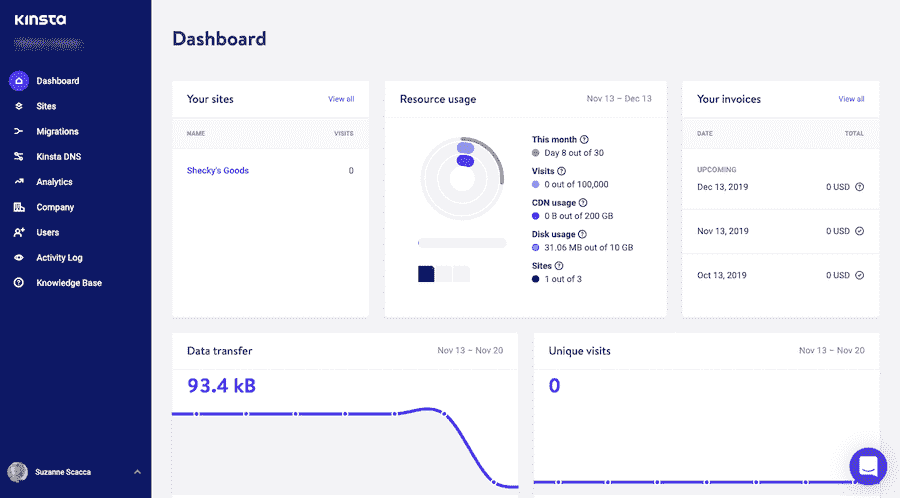 KINSTA
Dashboard
Sites
Migrations
Kinsta DNS
Analytics
Company
Users
Activity Log
Knowledge Base
Suzanne Scacca
Dashboard
Your sites View all
NAME VISITS
Shecky's Goods 0
Resource usage Nov 13 – Dec 13
This month
Day 8 out of 30
Visits
0 out of 100,000
CDN usage
0 B out of 200 GB
Disk usage
31.06 MB out of 10 GB
Sites
1 out of 3
Your invoices View all
DATE TOTAL
UPCOMING
Dec 13, 2019 0 USD
Nov 13, 2019 0 USD
Oct 13, 2019 0 USD
Data transfer Nov 13 – Nov 20
93.4 kB
Unique visits Nov 13 – Nov 20
0